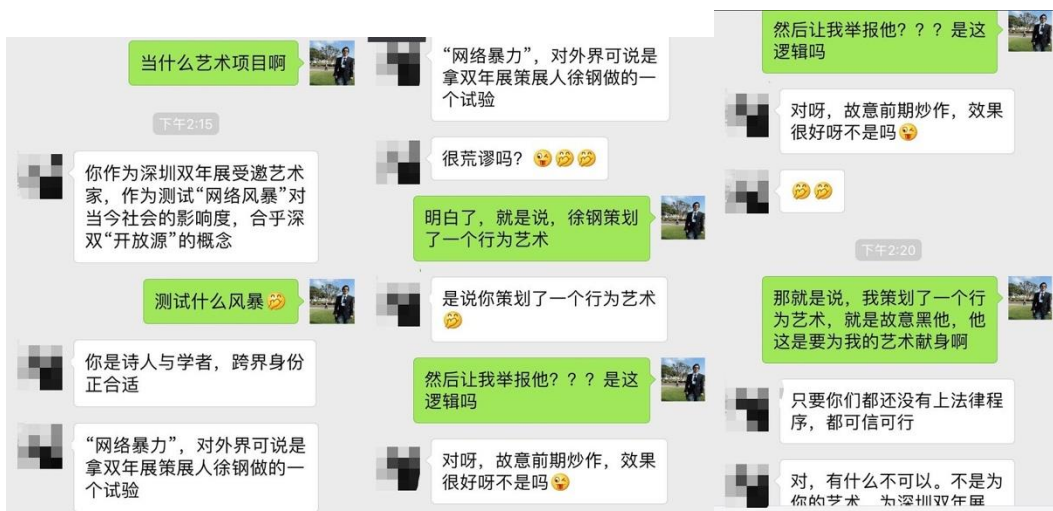 当什么艺术项目啊
下午2:15
你作为深圳双年展受邀艺术
家，作为测试“网络风暴”对
当今社会的影响度，合乎深
双“开放源”的概念
测试什么风暴
你是诗人与学者，跨界身份
正合适
“网络暴力”，对外界可说是
拿双年展策展人徐钢做的一
个试验
“网络暴力”，对外界可说是
拿双年展策展人徐钢做的一
个试验
很荒谬吗？
明白了，就是说，徐钢策划
了一个行为艺术
是说你策划了一个行为艺术
然后让我举报他？？？是这
逻辑吗
对呀，故意前期炒作，效果
很好呀不是吗
然后让我举报他？？？是这
逻辑吗
对呀，故意前期炒作，效果
很好呀不是吗
下午2:20
那就是说，我策划了一个行
为艺术，就是故意黑他，他
这是要为我的艺术献身啊
只要你们都还没有上法律程
序，都可信可行
对，有什么不可以。不是为
你的艺术，为深圳双年展